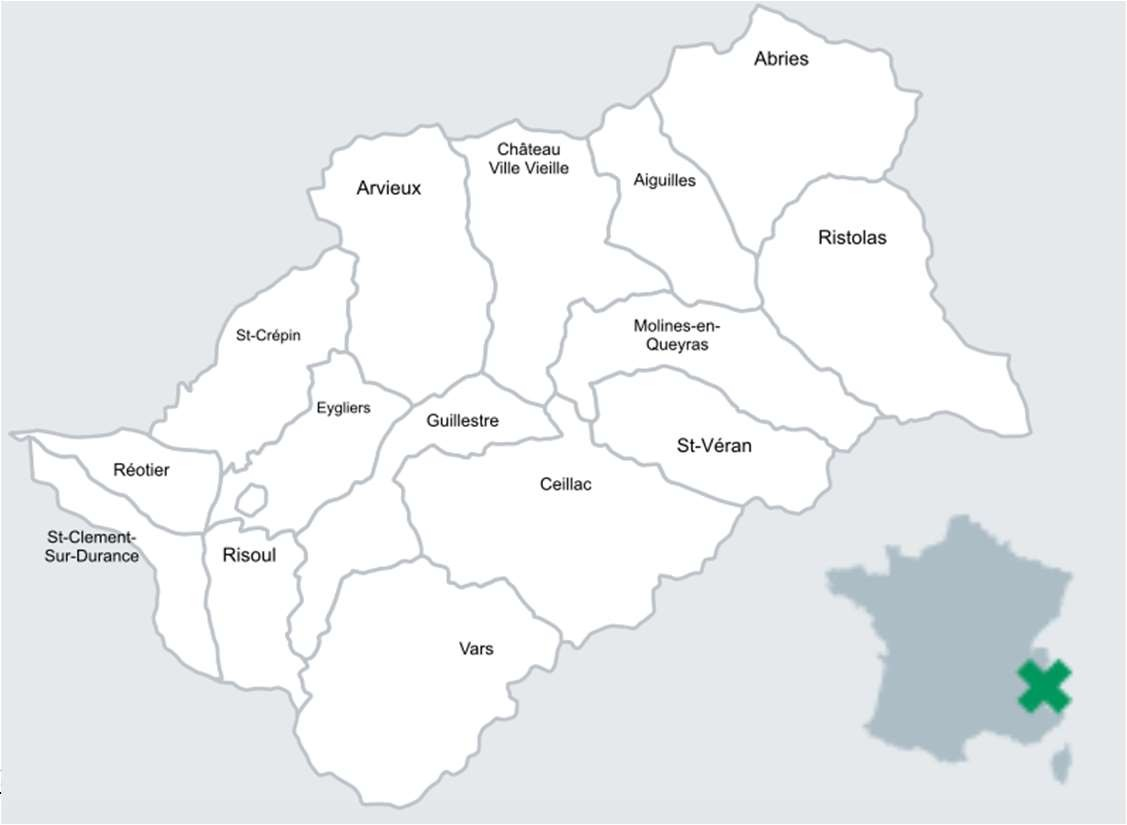 Abries
Château
Ville Vieille
Aiguilles
Arvieux
Ristolas
St-Crépin
Molines-en-
Queyras
Eygliers
Guillestre
St-Véran
Réotier
Ceillac
St-Clement-
Sur-Durance
Risoul
Vars